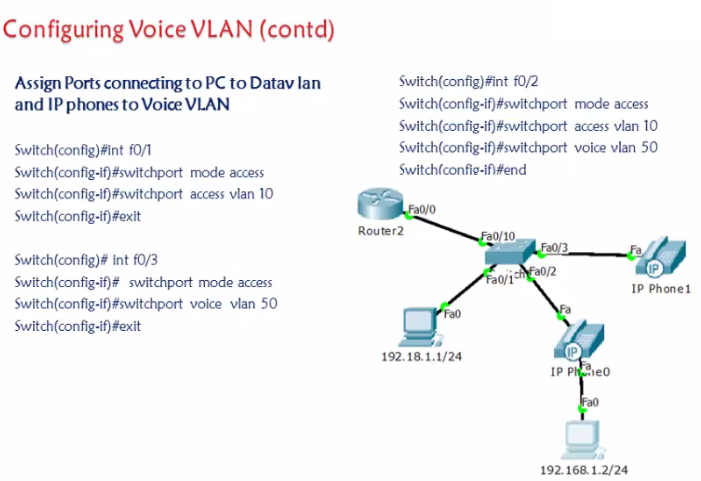 Configuring Voice VLAN (contd)
Assign Ports connecting to PC to Datav lan
and IP phones to Voice VLAN
Switch(config)#int f0/1
Switch(config-if)#switchport mode access
Switch(config-if)#switchport access vlan 10
Switch(config-if)#exit
Switch(config)# int f0/3
Switch(config-if)# switchport mode access
Switch(config-if)#switchport voice vlan 50
Switch(config-if)#exit
Switch(config)#int f0/2
Switch(config-if)#switchport mode access
Switch(config-if)#switchport access vlan 10
Switch(config-if)#switchport voice vlan 50
Switch(config-if)#end
Fa0/0
Router2
Fa0/10
Fa0/3
Fa
IP
IP Phone1
Fa0/1
Fa0/2
Fa0
192.18.1.1/24
Fa
IP
Fa
Fa0
192.168.1.2/24